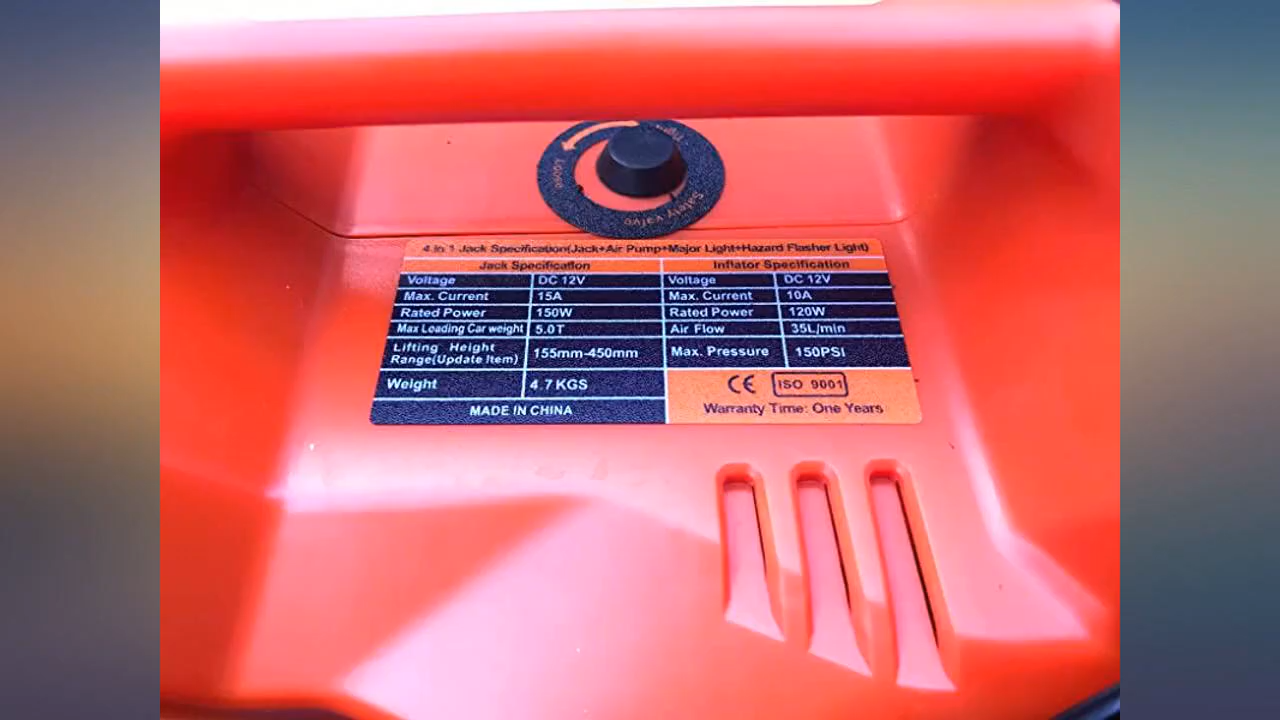 Tight
Loose
Safety valve
4 in 1 Jack Specification(Jack+Air Pump+Major Light+Hazard Flasher Light)
Jack Specification Inflator Specification
Voltage DC 12V Voltage DC 12V
Max. Current 15A Max. Current 10A
Rated Power 150W Rated Power 120W
Max Loading Car weight 5.0T Air Flow 35L/min
Lifting Height
Range(Update Item) 155mm-450mm Max. Pressure 150PSI
Weight 4.7 KGS CE ISO 9001
MADE IN CHINA Warranty Time: One Years